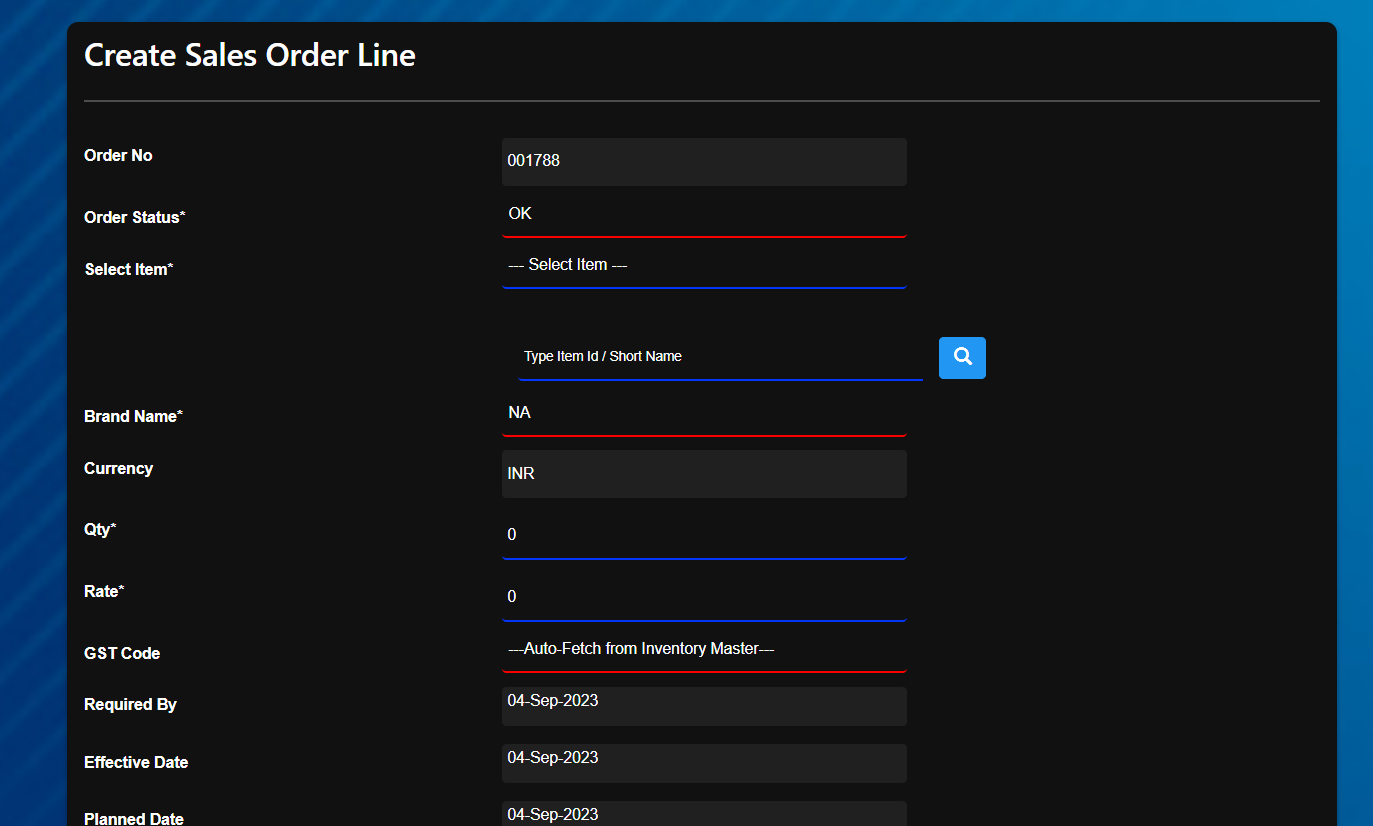 Create Sales Order Line
Order No
001788
Order Status*
OK
Select Item*
--- Select Item ---
Type Item Id / Short Name
Brand Name*
NA
Currency
INR
Qty*
0
Rate*
0
GST Code
---Auto-Fetch from Inventory Master---
Required By
04-Sep-2023
Effective Date
04-Sep-2023
Planned Date
04-Sep-2023